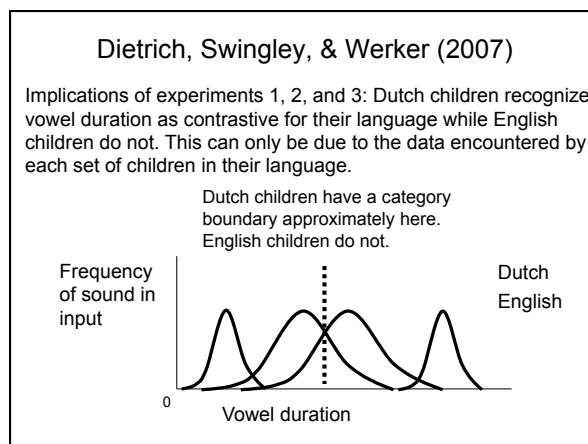 Dietrich, Swingley, & Werker (2007)
Implications of experiments 1, 2, and 3: Dutch children recognize
vowel duration as contrastive for their language while English
children do not. This can only be due to the data encountered by
each set of children in their language.
Dutch children have a category
boundary approximately here.
English children do not.
Frequency
of sound in
input
Dutch
English
0
Vowel duration